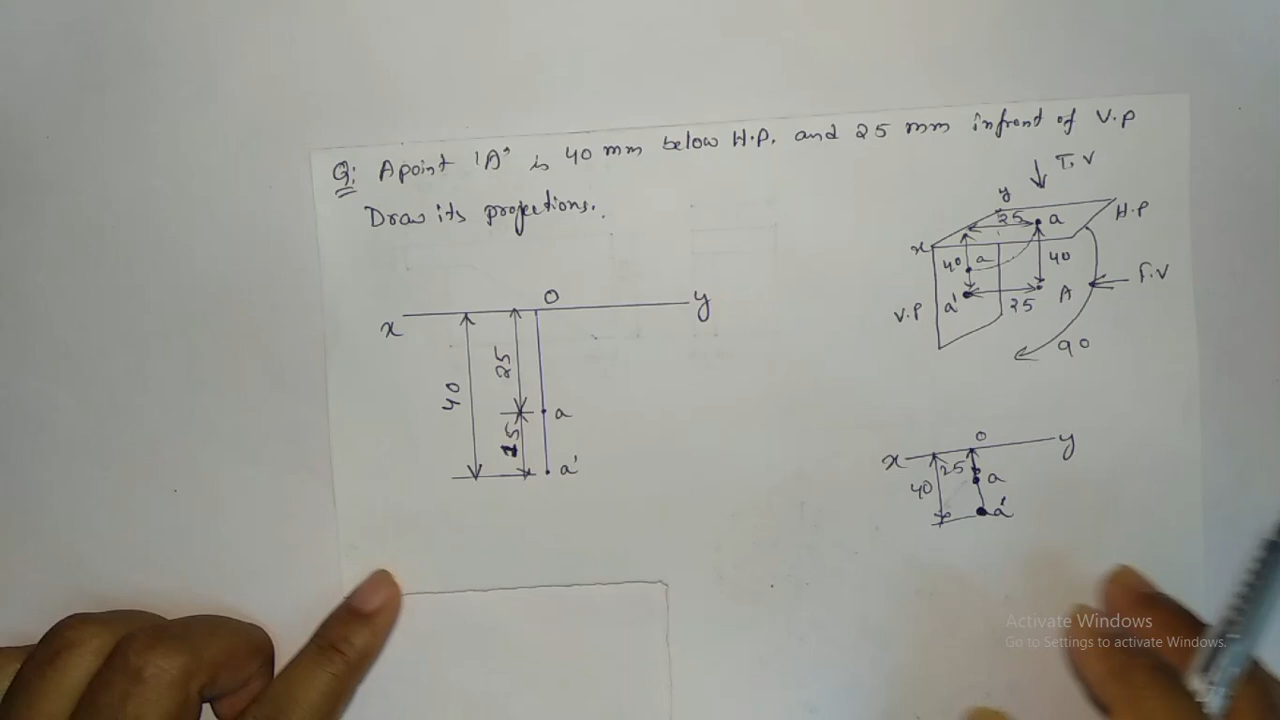 Q: A point 'A' is 40 mm below H.P. and 25 mm infront of V.P
Draw its projections.
T.V
y
25
a
H.P
x
40
a
40
F.V
V.P
a'
25
A
90
O
x
y
40
25
a
15
a'
O
x
y
25
40
a
a'
Activate Windows
Go to Settings to activate Windows.